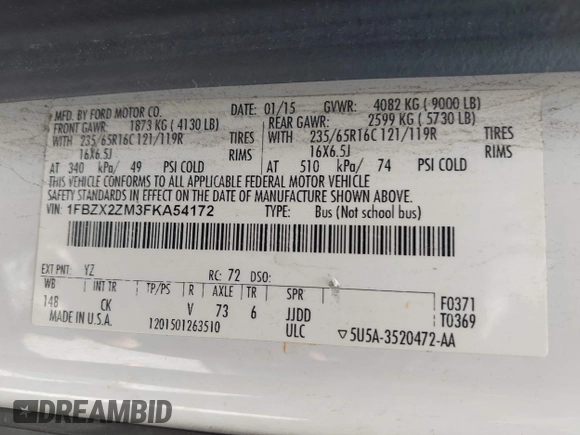 MFD. BY FORD MOTOR CO. DATE: 01/15 GVWR: 4082 KG ( 9000 LB)
FRONT GAWR: 1873 KG ( 4130 LB) REAR GAWR: 2599 KG ( 5730 LB)
WITH 235/65R16C 121/119R TIRES WITH 235/65R16C 121/119R TIRES
16X6.5J RIMS 16X6.5J RIMS
AT 340 kPa/ 49 PSI COLD AT 510 kPa/ 74 PSI COLD
THIS VEHICLE CONFORMS TO ALL APPLICABLE FEDERAL MOTOR VEHICLE
SAFETY STANDARDS IN EFFECT ON THE DATE OF MANUFACTURE SHOWN ABOVE.
VIN: 1FBZX2ZM3FKA54172 TYPE: Bus (Not school bus)
EXT PNT: YZ RC: 72 DSO:
WB INT TR TP/PS R AXLE TR SPR F0371
148 CK V 73 6 JJDD T0369
MADE IN U.S.A. 1201501263510 ULC ▽5U5A-3520472-AA
DREAMBID